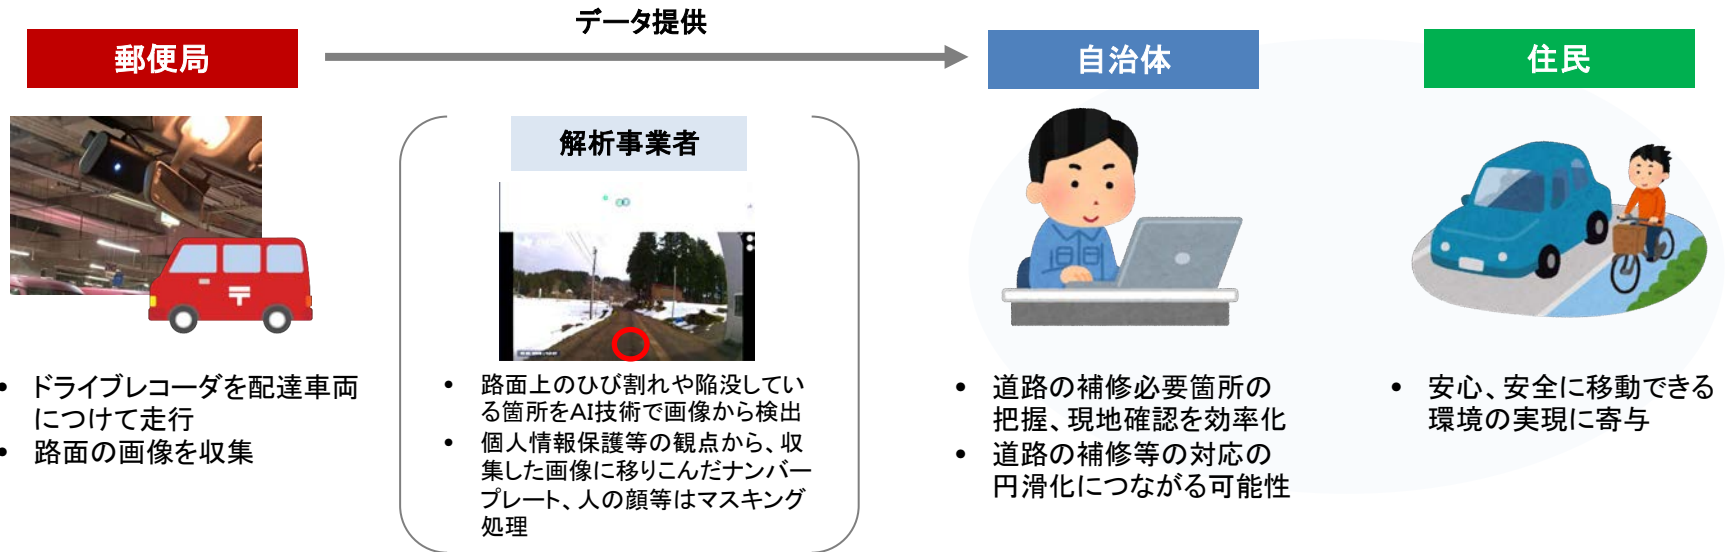 データ提供
郵便局
自治体
住民
解析事業者
• ドライブレコーダを配達車両
につけて走行
• 路面の画像を収集
• 路面上のひび割れや陥没してい
る箇所をAI技術で画像から検出
• 個人情報保護等の観点から、収
集した画像に移りこんだナンバー
プレート、人の顔等はマスキング
処理
• 道路の補修必要箇所の
把握、現地確認を効率化
• 道路の補修等の対応の
円滑化につながる可能性
• 安心、安全に移動できる
環境の実現に寄与